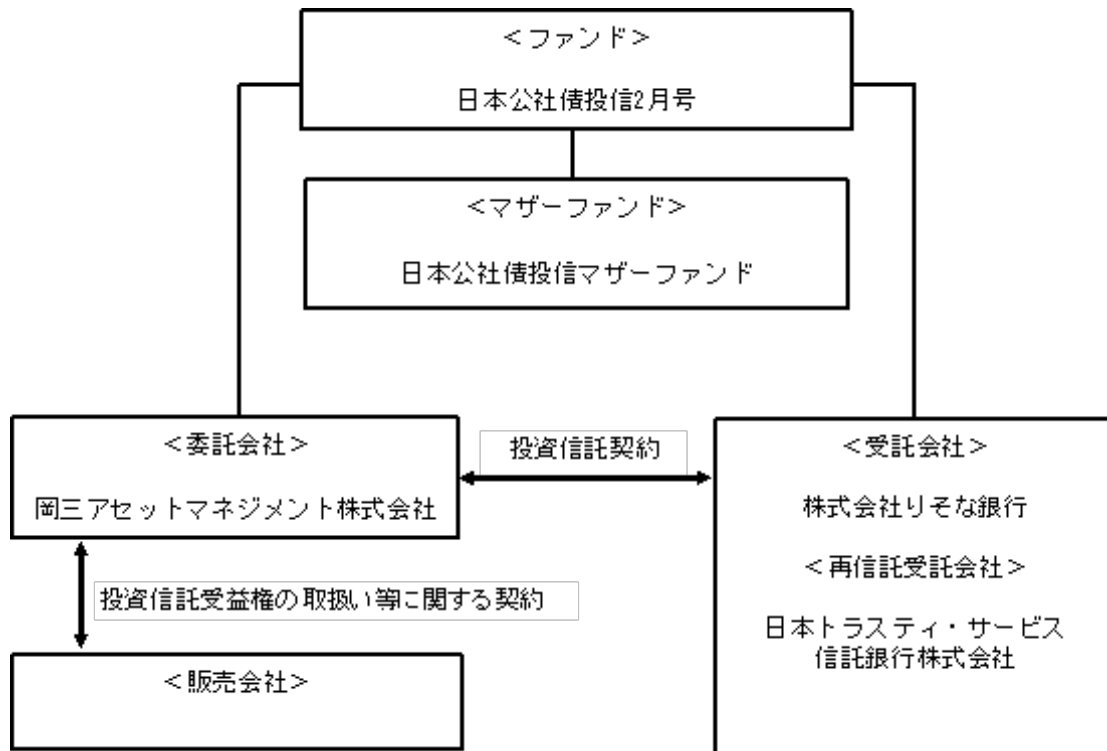 ＜ファンド＞
日本公社債投信2月号
＜マザーファンド＞
日本公社債投信マザーファンド
＜委託会社＞
岡三アセットマネジメント株式会社
投資信託契約
＜受託会社＞
株式会社りそな銀行
＜再信託受託会社＞
日本トラスティ・サービス
信託銀行株式会社
投資信託受益権の取扱い等に関する契約
＜販売会社＞